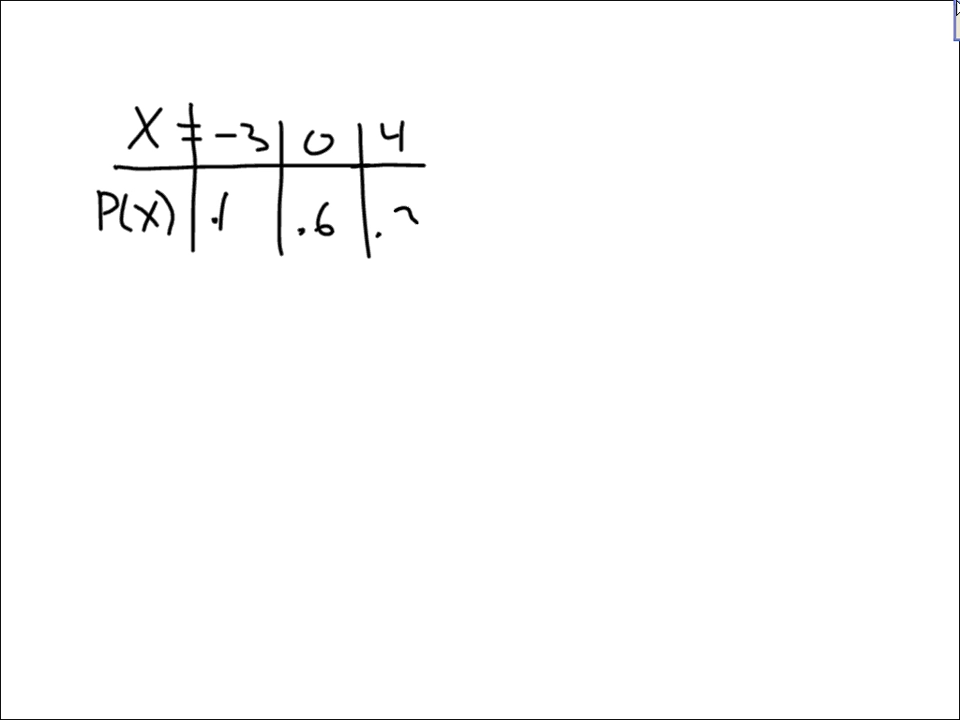 X = -3 | 0 | 4
P(X) | .1 | .6 | .